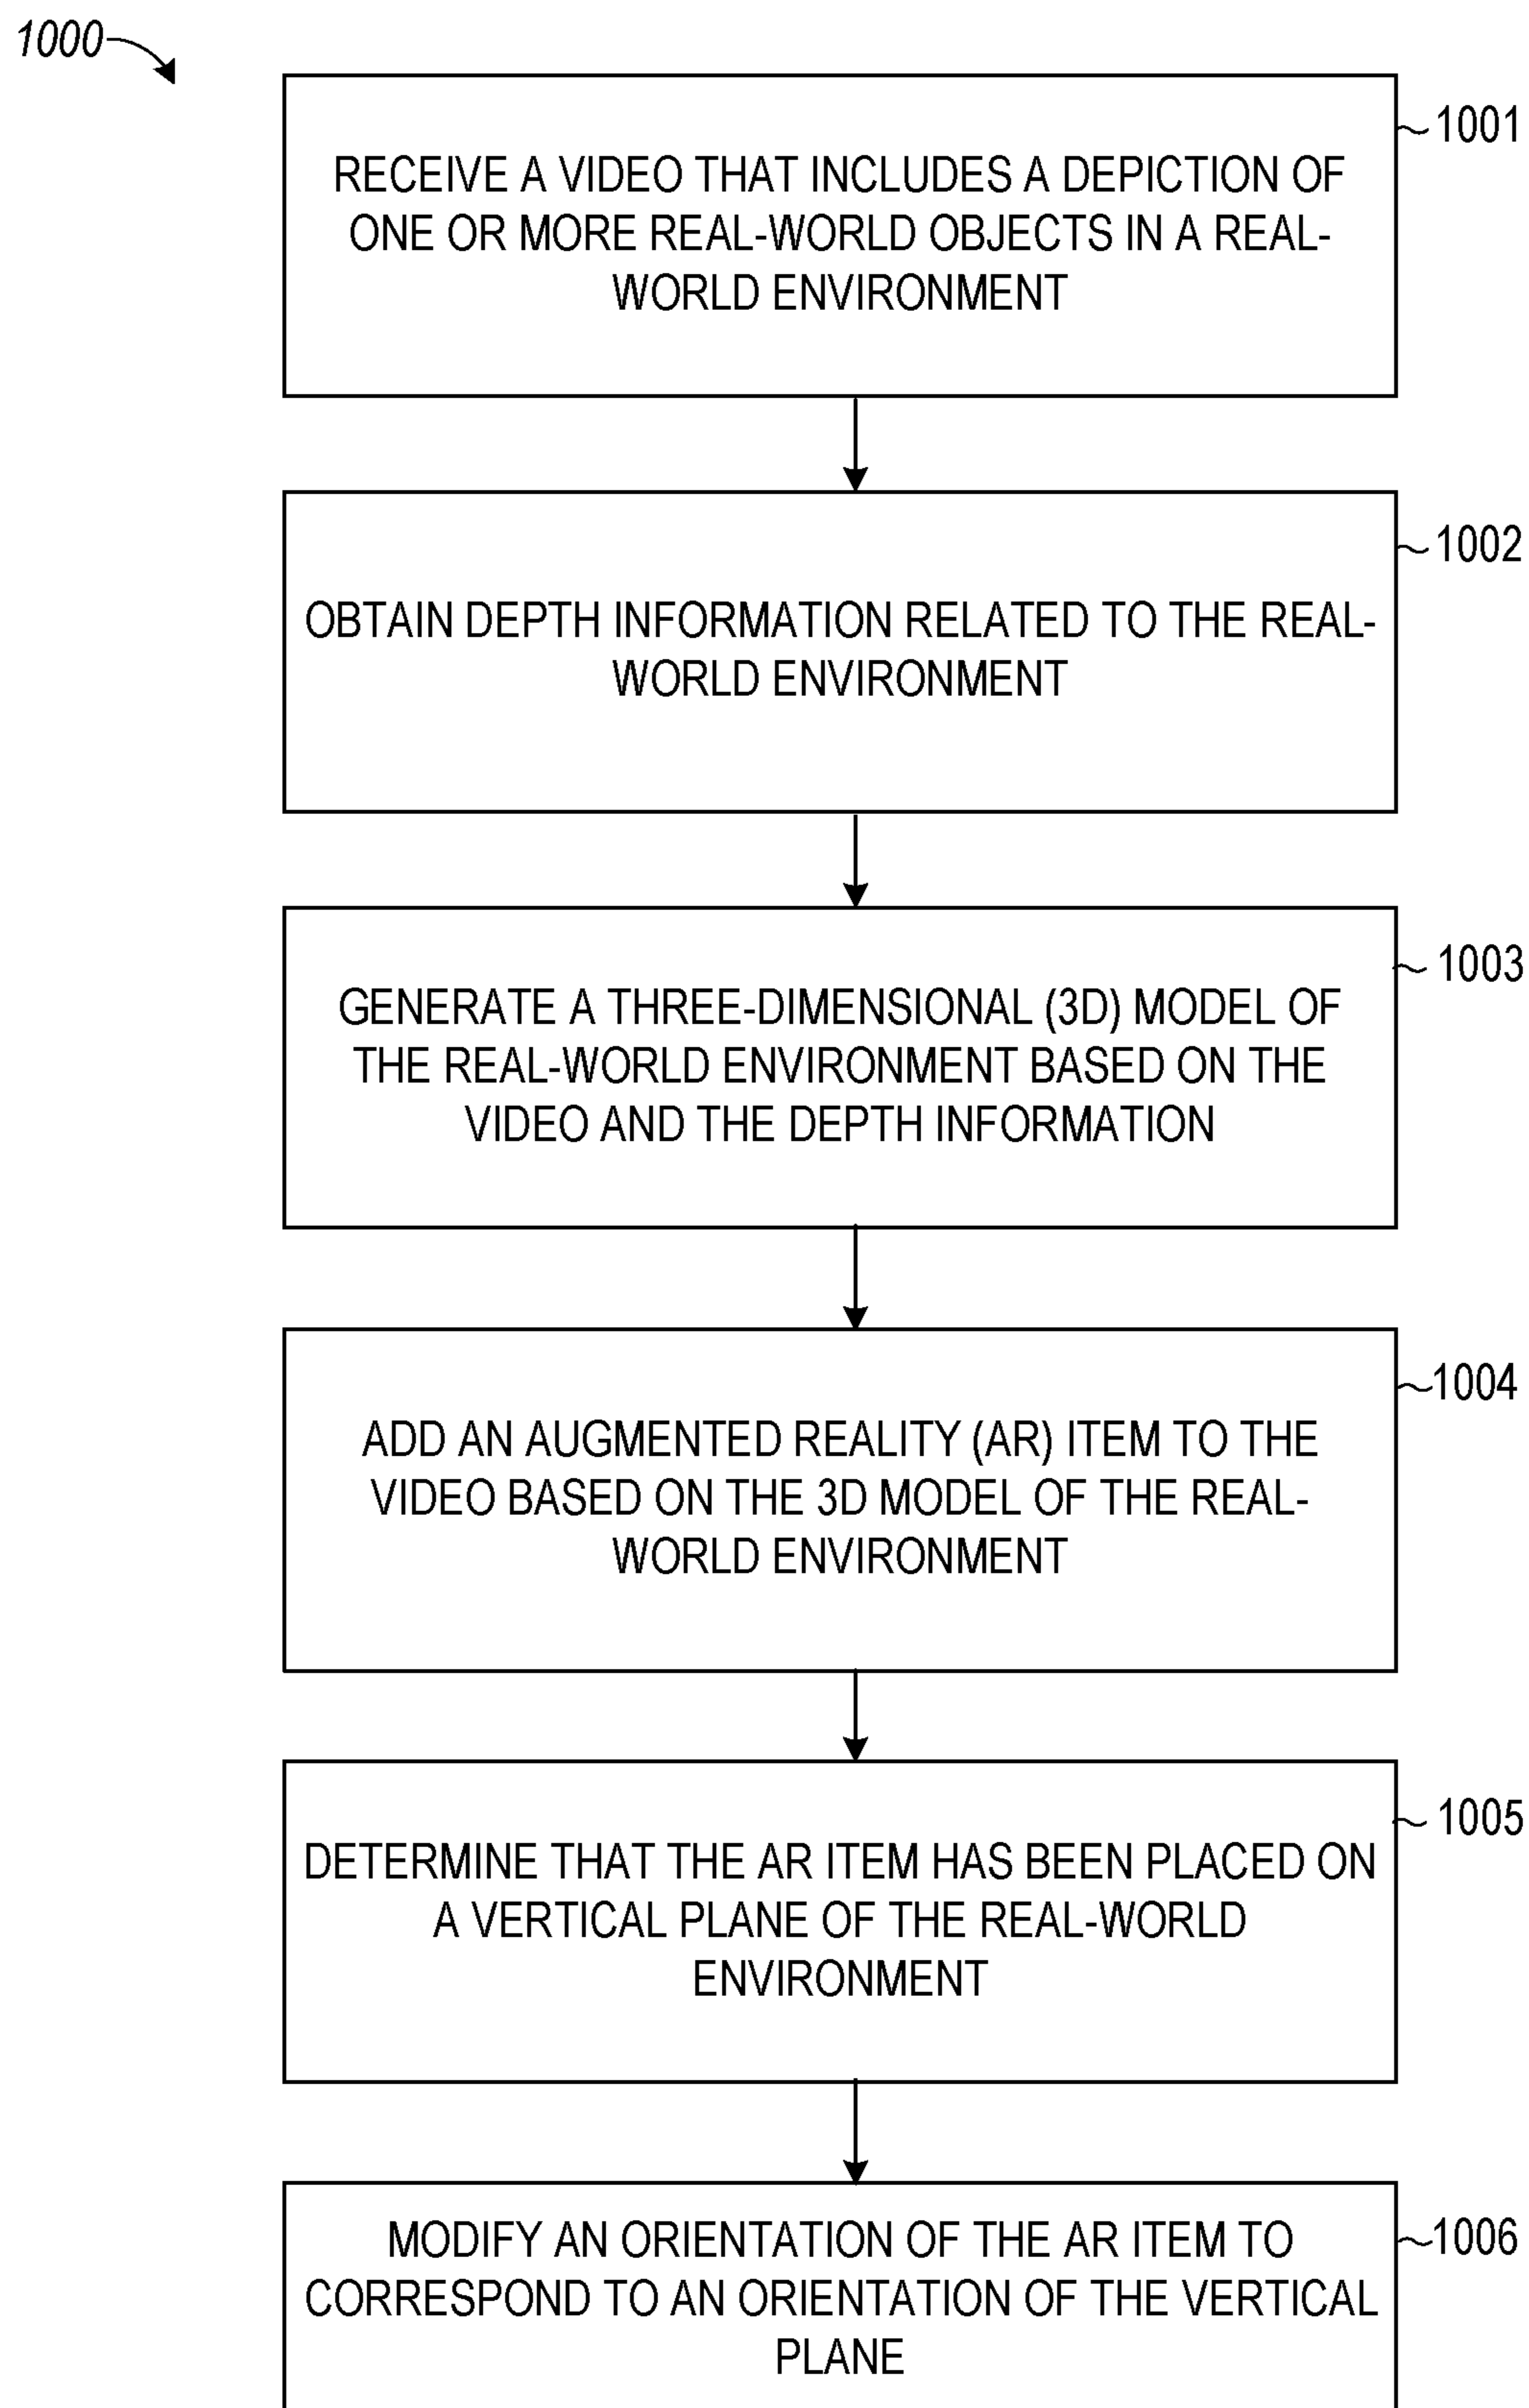 1000
RECEIVE A VIDEO THAT INCLUDES A DEPICTION OF
ONE OR MORE REAL-WORLD OBJECTS IN A REAL-
WORLD ENVIRONMENT
1001
OBTAIN DEPTH INFORMATION RELATED TO THE REAL-
WORLD ENVIRONMENT
1002
GENERATE A THREE-DIMENSIONAL (3D) MODEL OF
THE REAL-WORLD ENVIRONMENT BASED ON THE
VIDEO AND THE DEPTH INFORMATION
1003
ADD AN AUGMENTED REALITY (AR) ITEM TO THE
VIDEO BASED ON THE 3D MODEL OF THE REAL-
WORLD ENVIRONMENT
1004
DETERMINE THAT THE AR ITEM HAS BEEN PLACED ON
A VERTICAL PLANE OF THE REAL-WORLD
ENVIRONMENT
1005
MODIFY AN ORIENTATION OF THE AR ITEM TO
CORRESPOND TO AN ORIENTATION OF THE VERTICAL
PLANE
1006